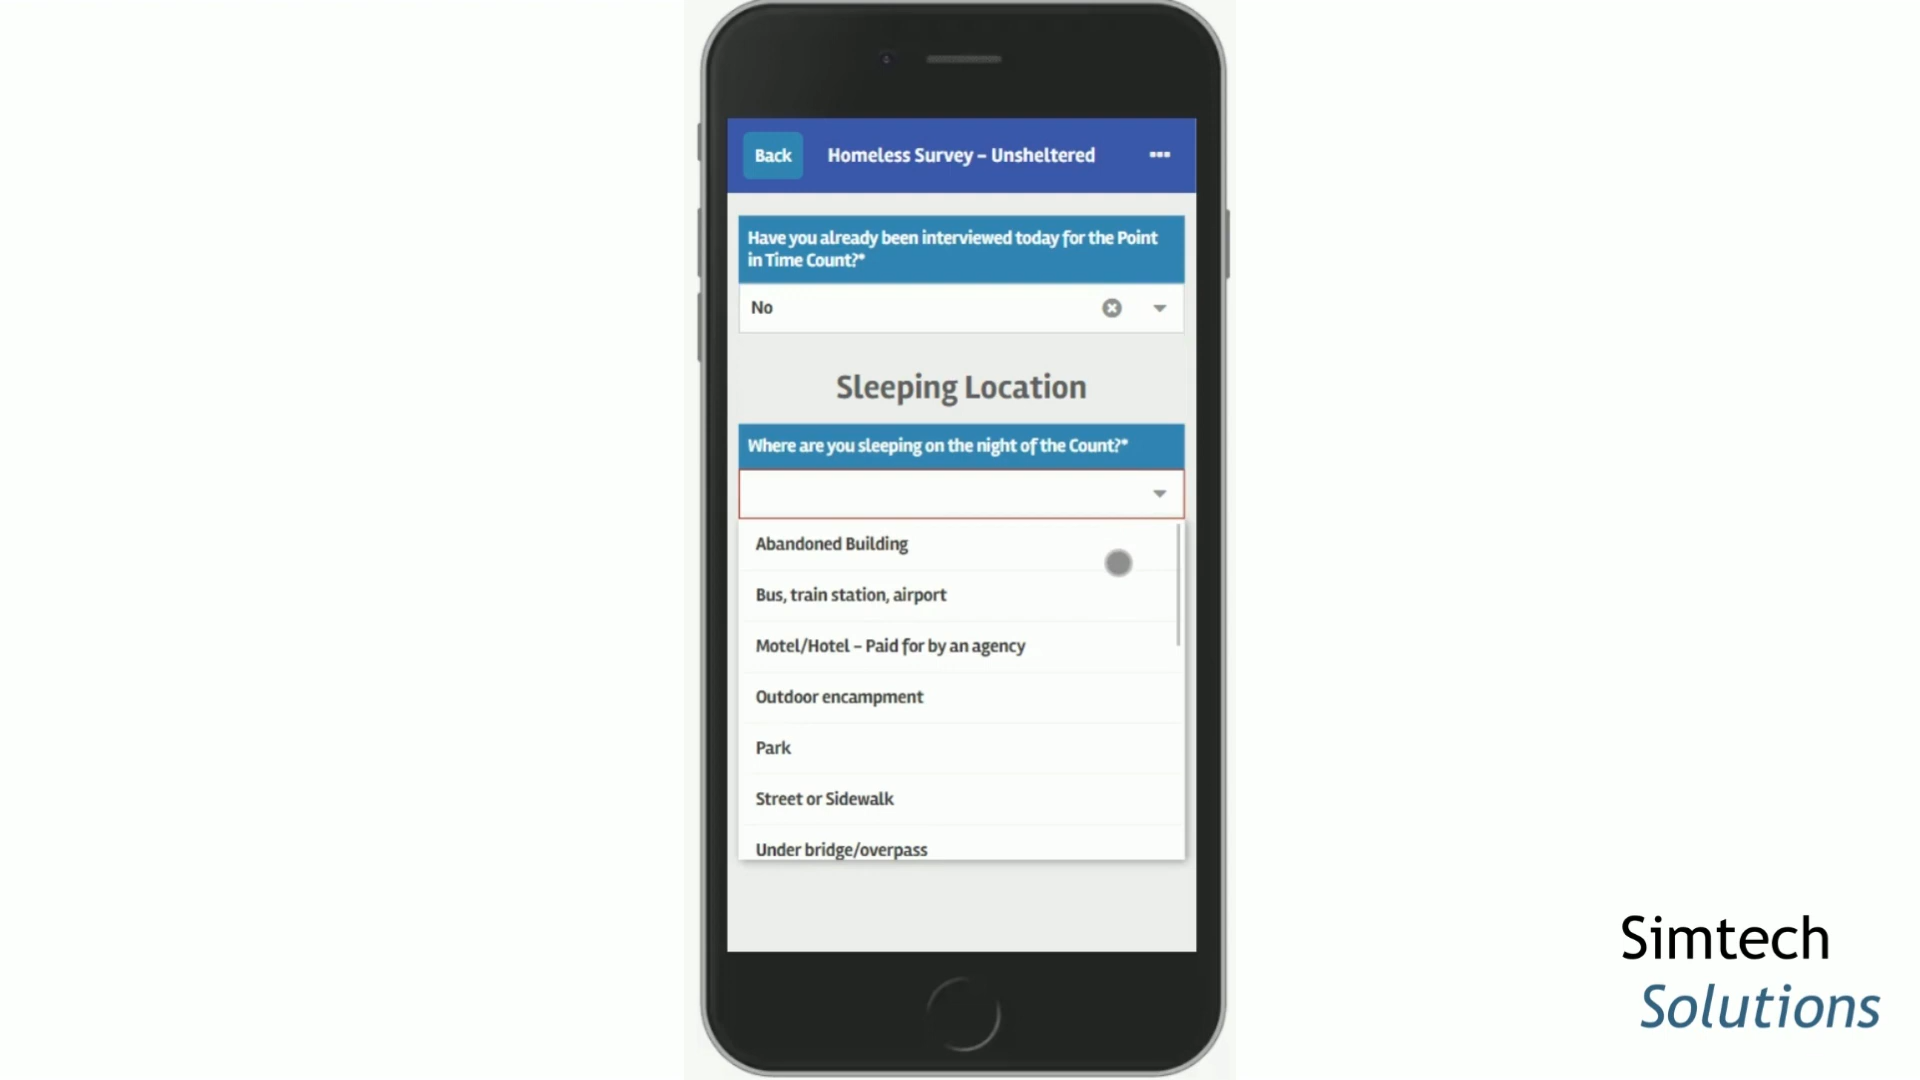 Back
Homeless Survey – Unsheltered
Have you already been interviewed today for the Point
in Time Count?*
No
Sleeping Location
Where are you sleeping on the night of the Count?*
Abandoned Building
Bus, train station, airport
Motel/Hotel – Paid for by an agency
Outdoor encampment
Park
Street or Sidewalk
Under bridge/overpass
Simtech
Solutions